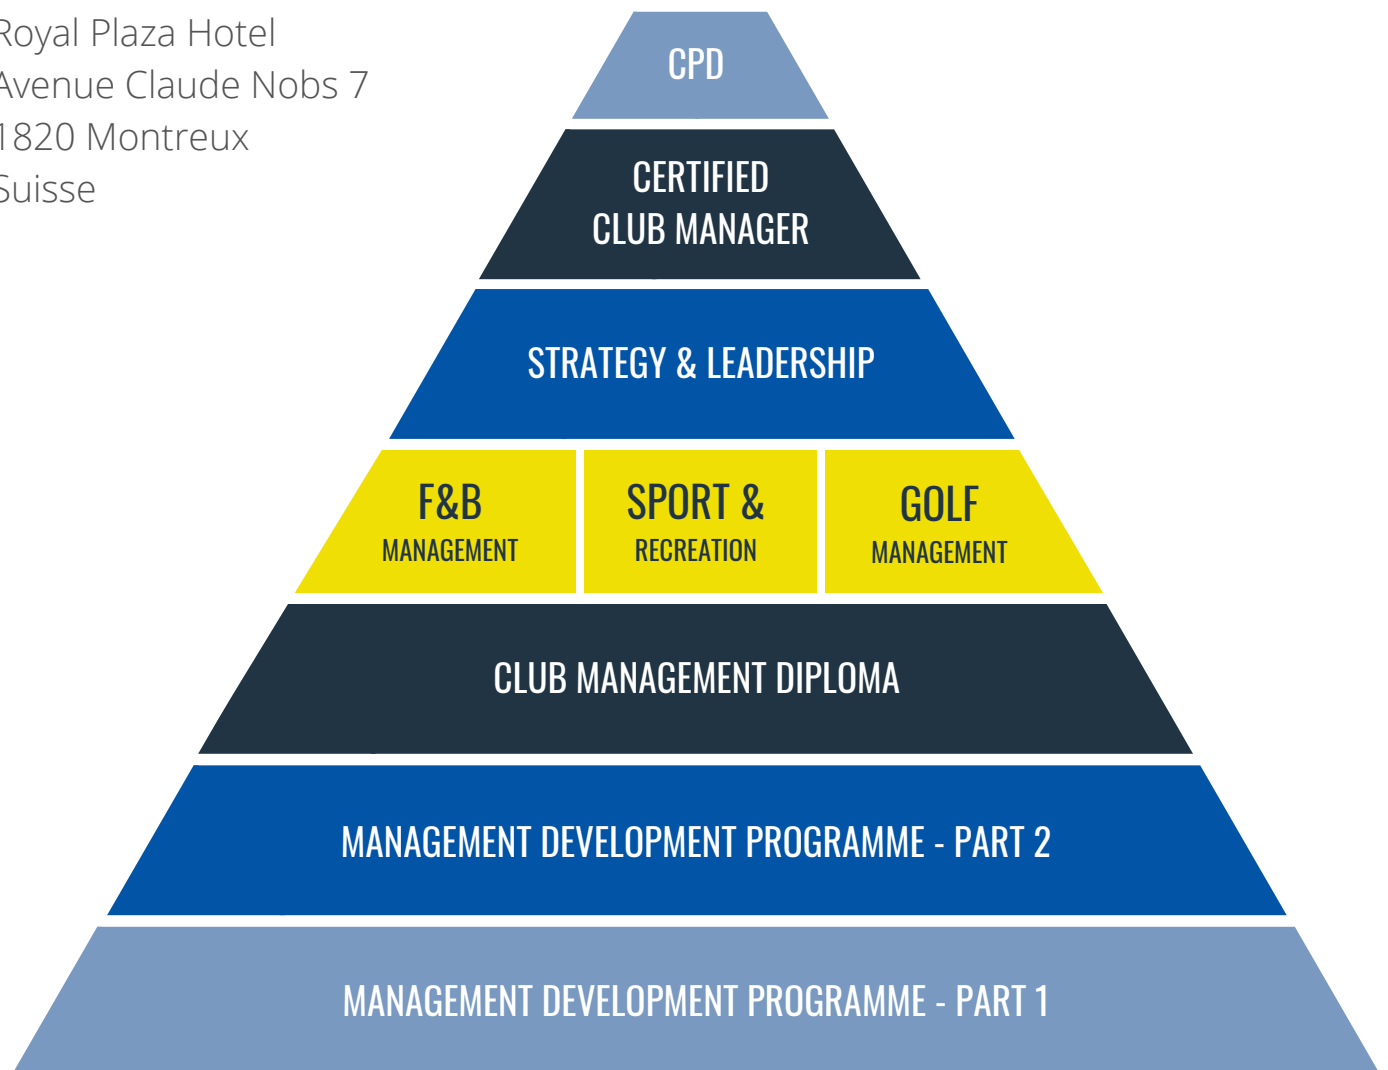 Royal Plaza Hotel
Avenue Claude Nobs 7
1820 Montreux
Suisse
CPD
CERTIFIED
CLUB MANAGER
STRATEGY & LEADERSHIP
F&B
MANAGEMENT
SPORT &
RECREATION
GOLF
MANAGEMENT
CLUB MANAGEMENT DIPLOMA
MANAGEMENT DEVELOPMENT PROGRAMME - PART 2
MANAGEMENT DEVELOPMENT PROGRAMME - PART 1